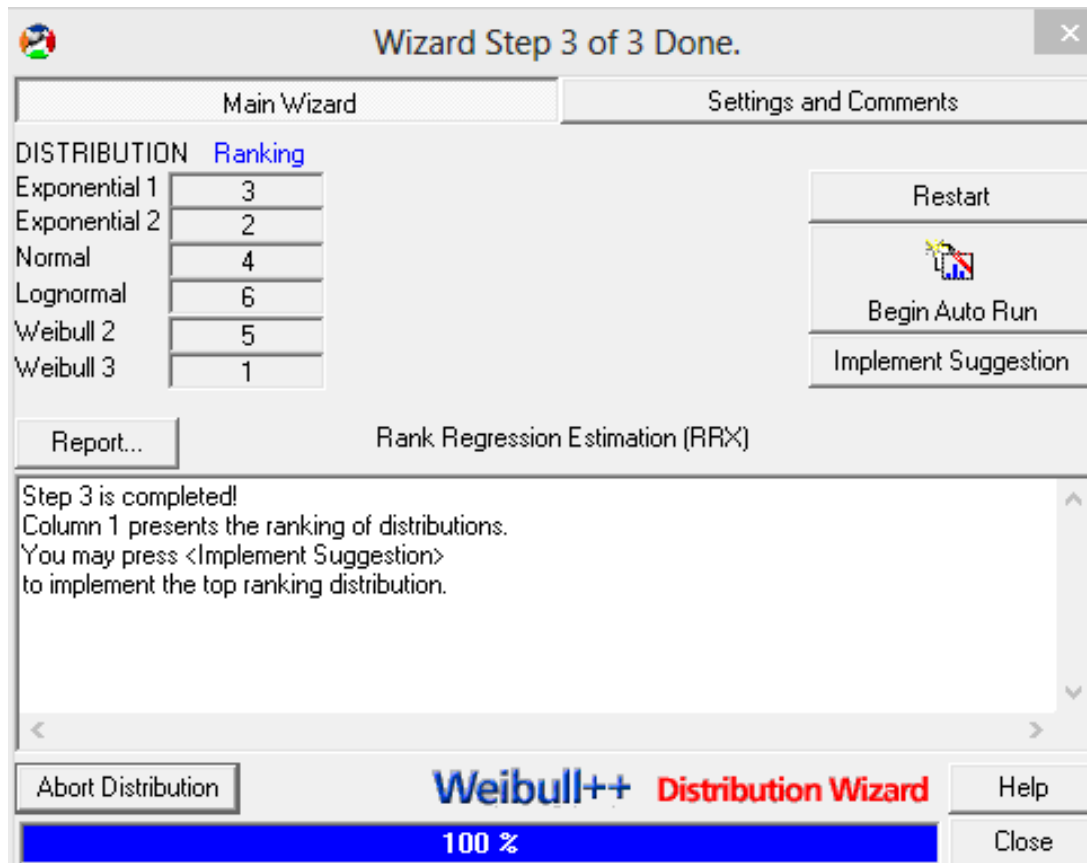 Wizard Step 3 of 3 Done.
Main Wizard
Settings and Comments
DISTRIBUTION Ranking
Exponential 1 3
Exponential 2 2
Normal 4
Lognormal 6
Weibull 2 5
Weibull 3 1
Restart
Begin Auto Run
Implement Suggestion
Report...
Rank Regression Estimation (RRX)
Step 3 is completed!
Column 1 presents the ranking of distributions.
You may press <Implement Suggestion>
to implement the top ranking distribution.
Abort Distribution
Weibull++ Distribution Wizard
Help
100 %
Close